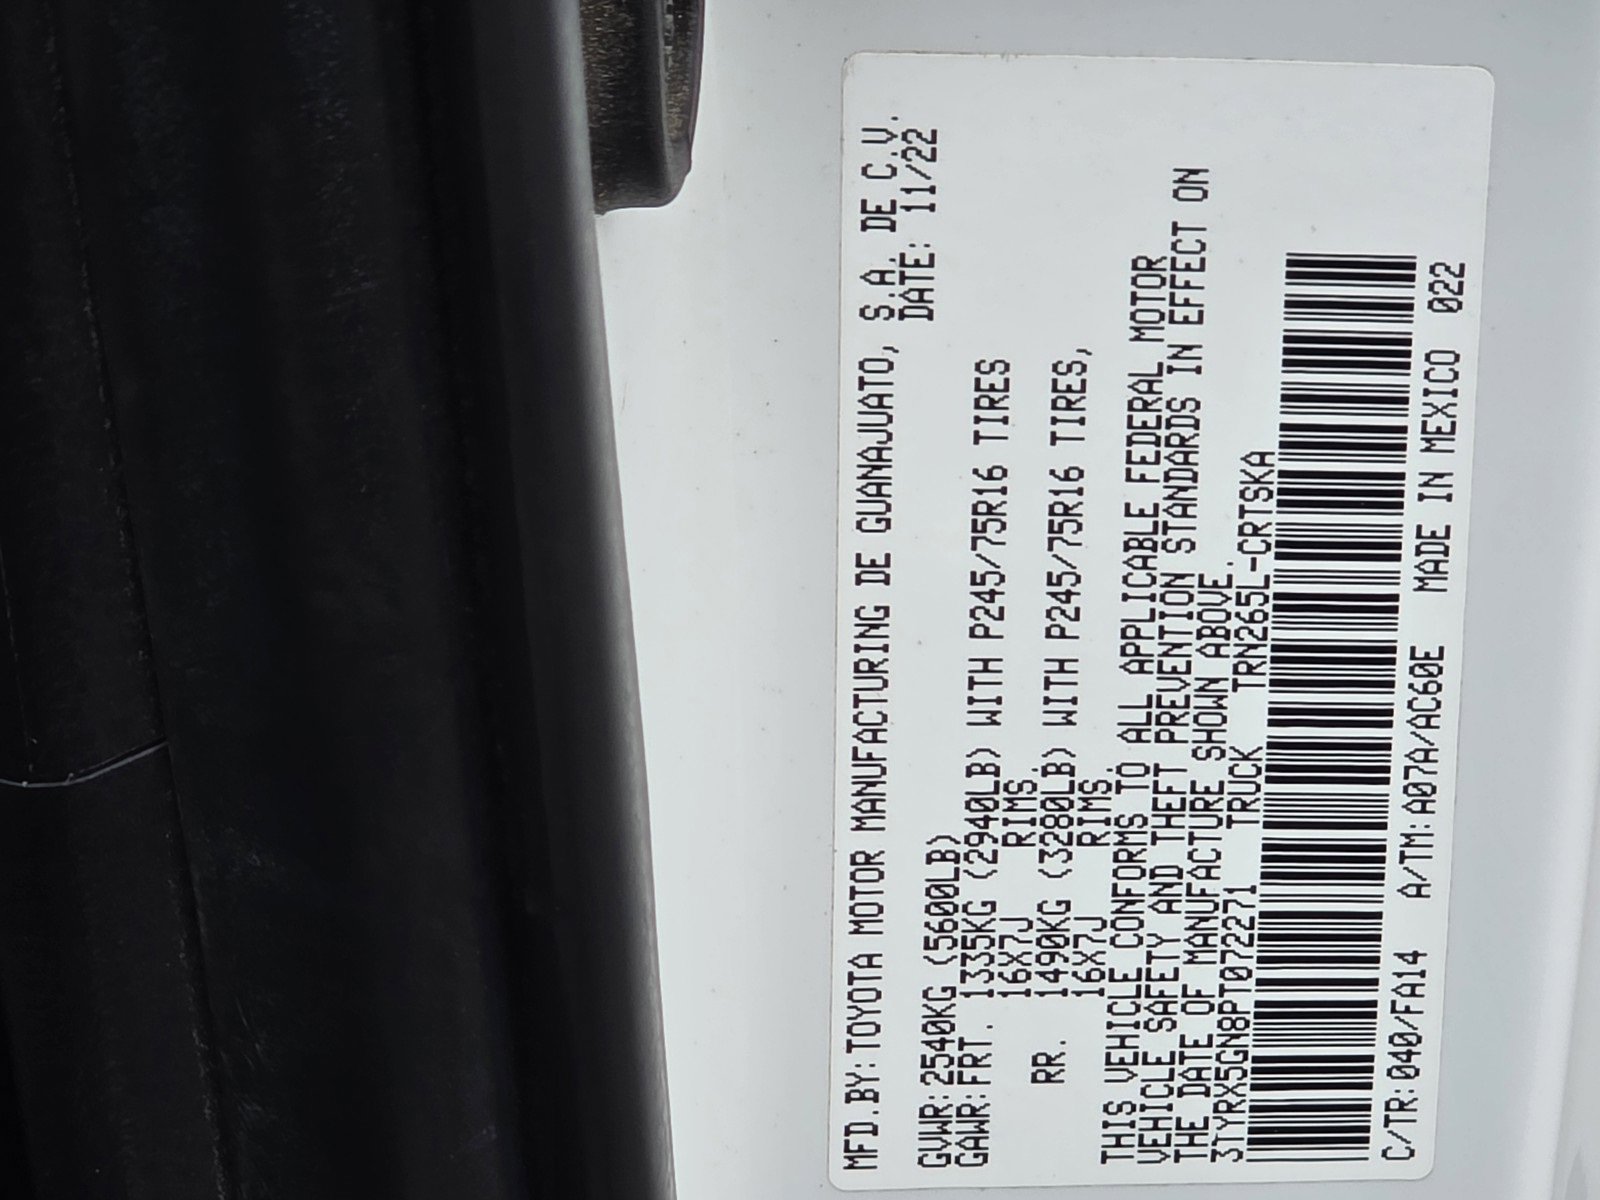 MFD.BY:TOYOTA MOTOR MANUFACTURING DE GUANAJUATO, S.A. DE C.V.
DATE: 11/22
GVWR:2540KG (5600LB)
GAWR:FRT. 1335KG (2940LB) WITH P245/75R16 TIRES
16X7J RIMS.
RR. 1490KG (3280LB) WITH P245/75R16 TIRES,
16X7J RIMS.
THIS VEHICLE CONFORMS TO ALL APPLICABLE FEDERAL MOTOR
VEHICLE SAFETY AND THEFT PREVENTION STANDARDS IN EFFECT ON
THE DATE OF MANUFACTURE SHOWN ABOVE.
3TYRX5GN8PT072271 TRUCK TRN265L-CRTSKA
C/TR:040/FA14 A/TM:A07A/AC60E MADE IN MEXICO 022